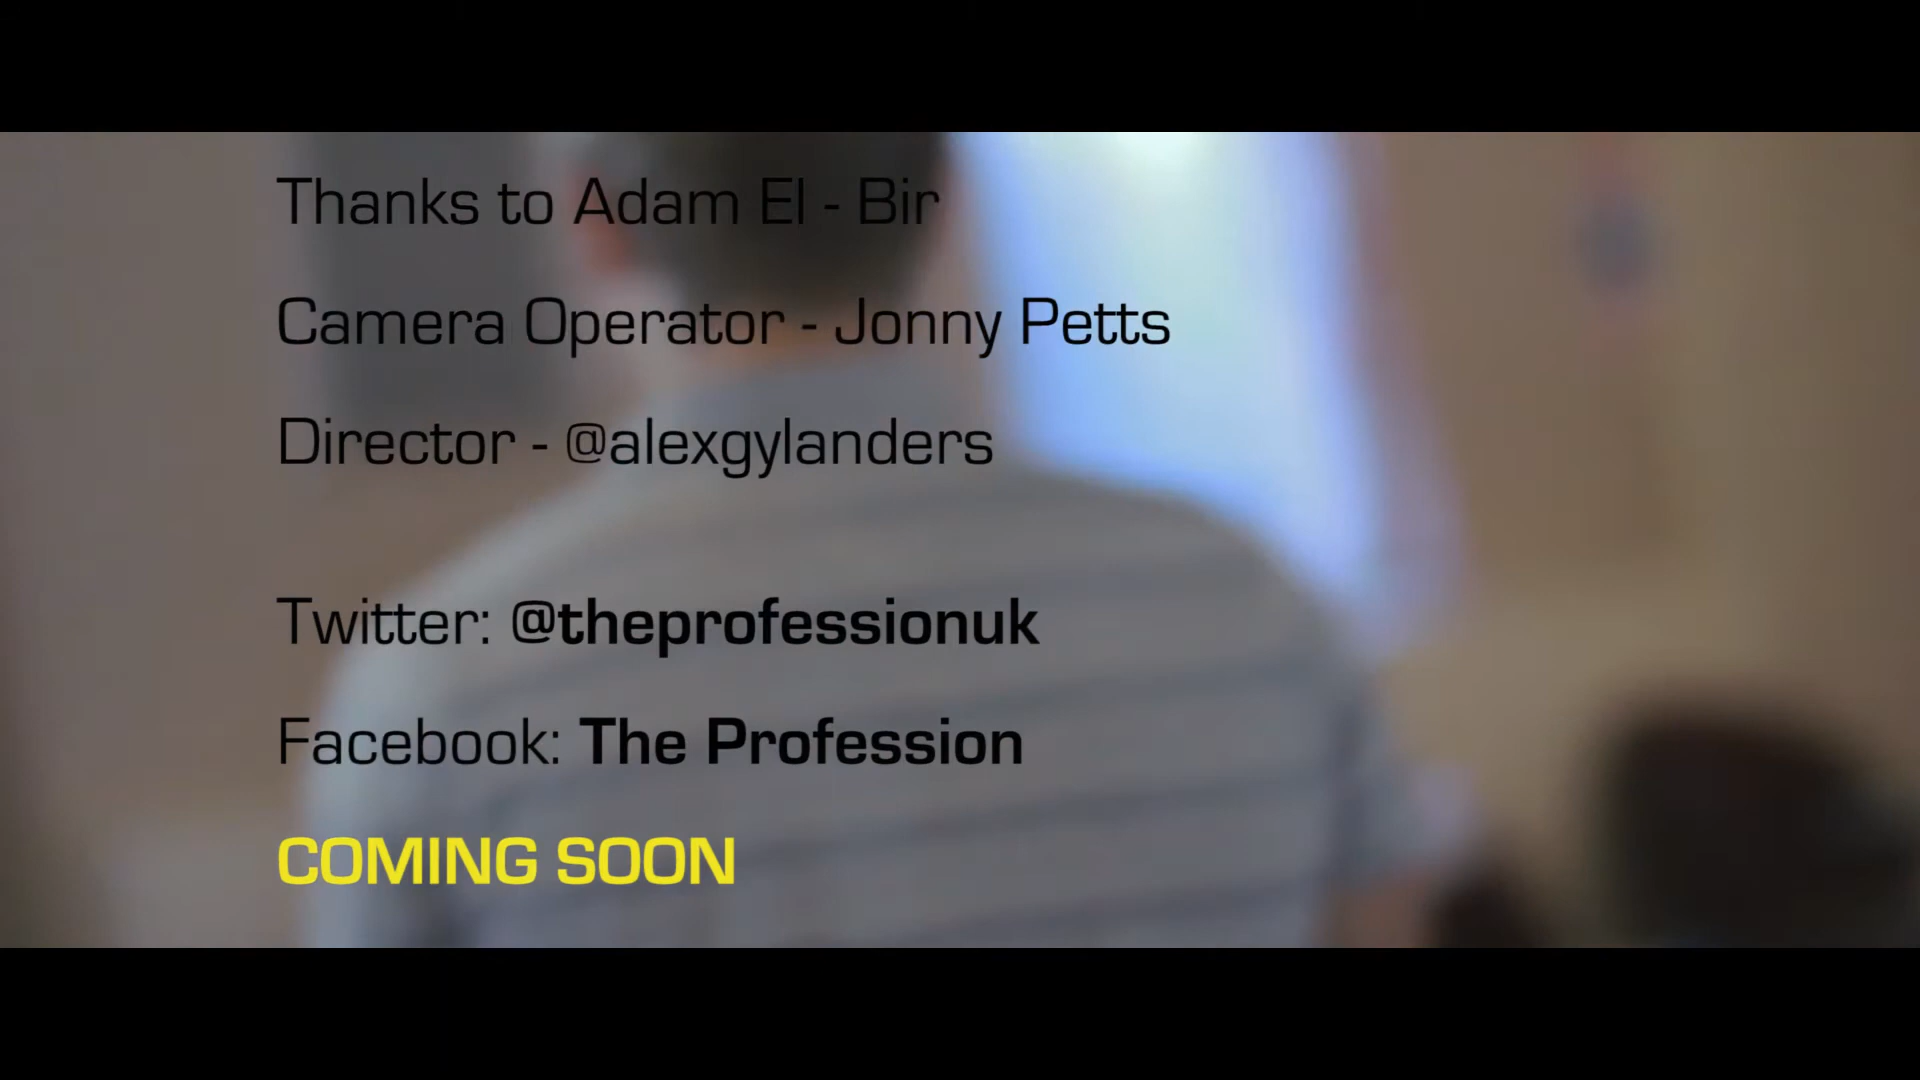 Thanks to Adam El - Bir
Camera Operator - Jonny Petts
Director - @alexgylanders
Twitter: @theprofessionuk
Facebook: The Profession
COMING SOON